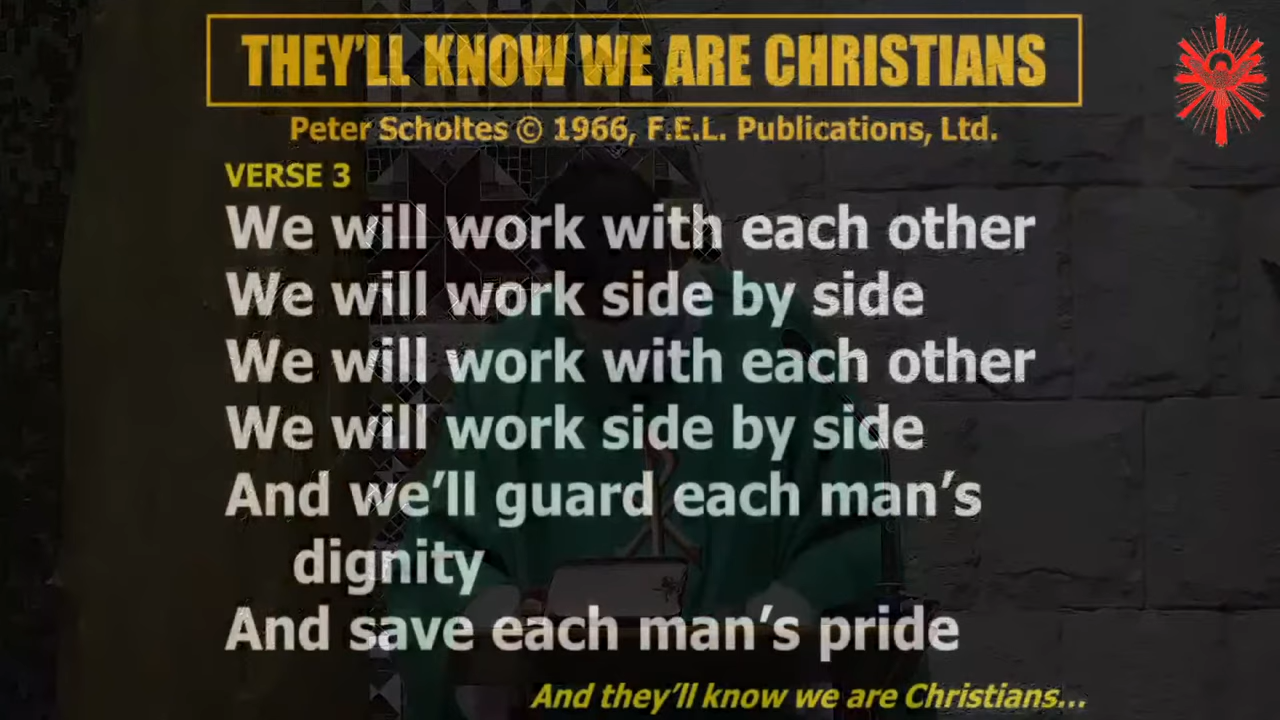 THEY'LL KNOW WE ARE CHRISTIANS
Peter Scholtes © 1966, F.E.L. Publications, Ltd.
VERSE 3
We will work with each other
We will work side by side
We will work with each other
We will work side by side
And we'll guard each man's
dignity
And save each man's pride
And they'll know we are Christians...